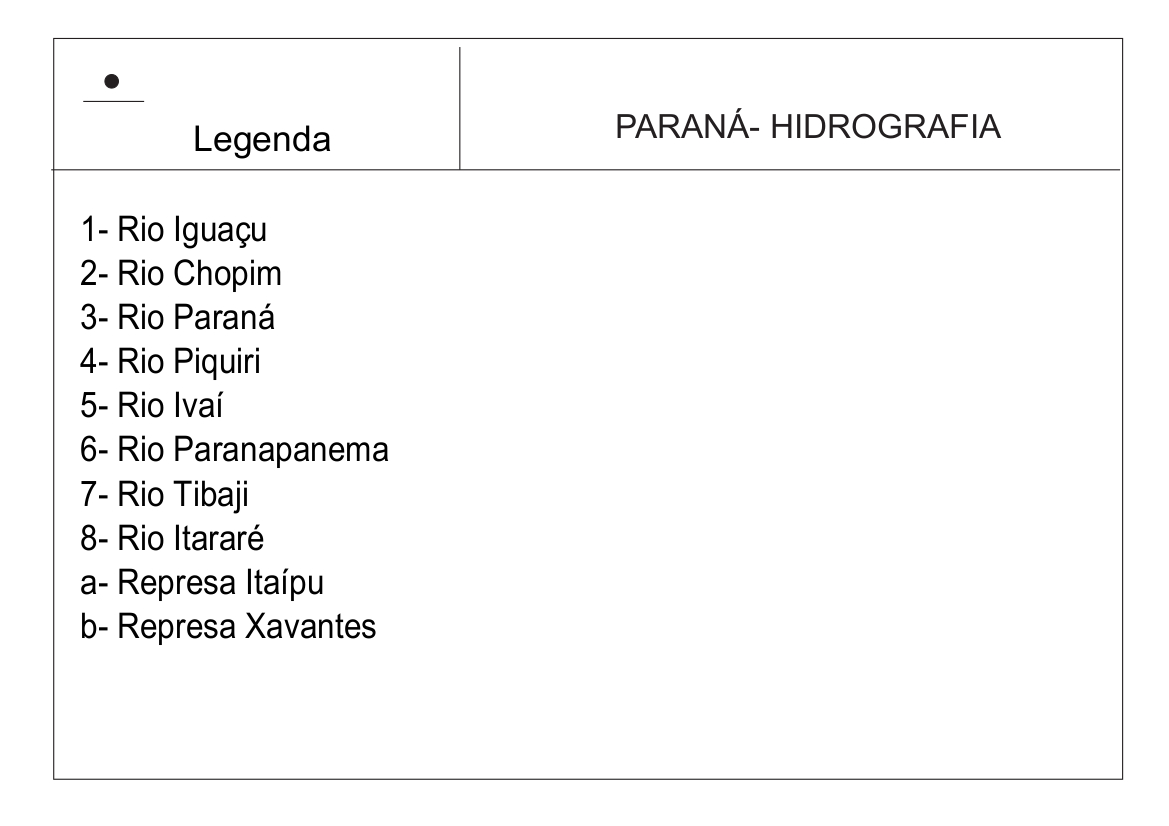 Legenda
PARANÁ- HIDROGRAFIA
1- Rio Iguaçu
2- Rio Chopim
3- Rio Paraná
4- Rio Piquiri
5- Rio Ivaí
6- Rio Paranapanema
7- Rio Tibaji
8- Rio Itararé
a- Represa Itaípu
b- Represa Xavantes